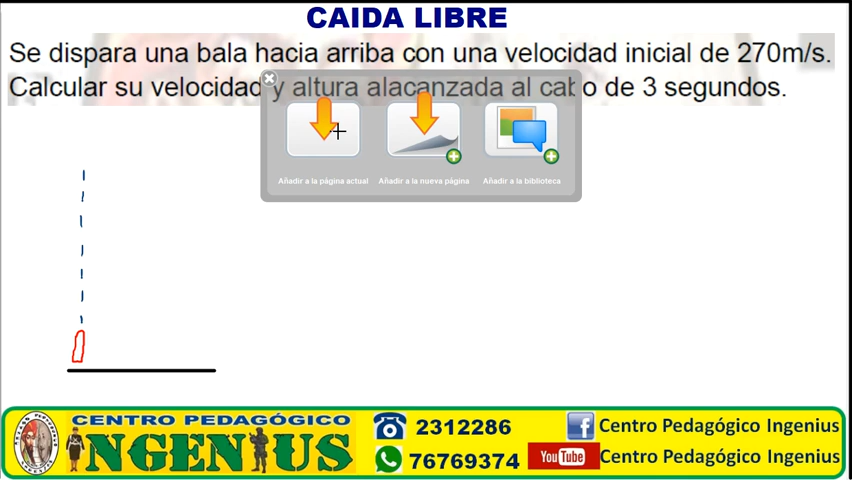 CAIDA LIBRE
Se dispara una bala hacia arriba con una velocidad inicial de 270m/s.
Calcular su velocidad y altura alacanzada al cabo de 3 segundos.
Añadir a la página actual
Añadir a la nueva página
Añadir a la biblioteca
CENTRO PEDAGÓGICO
INGENIUS
2312286
76769374
Centro Pedagógico Ingenius
YouTube
Centro Pedagógico Ingenius